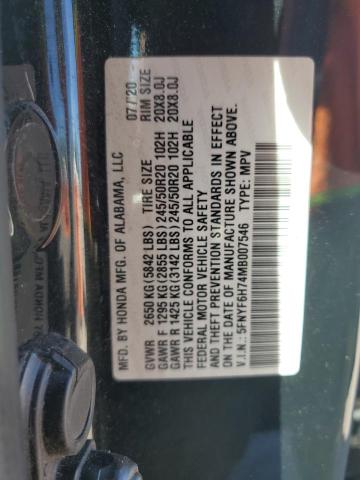 MFD. BY HONDA MFG. OF ALABAMA, LLC 07/20
TIRE SIZE RIM SIZE
GVWR 2650 KG (5842 LBS)
GAWR F 1295 KG (2855 LBS) 245/50R20 102H 20X8.0J
GAWR R 1425 KG (3142 LBS) 245/50R20 102H 20X8.0J
THIS VEHICLE CONFORMS TO ALL APPLICABLE
FEDERAL MOTOR VEHICLE SAFETY
AND THEFT PREVENTION STANDARDS IN EFFECT
ON THE DATE OF MANUFACTURE SHOWN ABOVE.
V.I.N.: 5FNYF6H74MB007546 TYPE: MPV